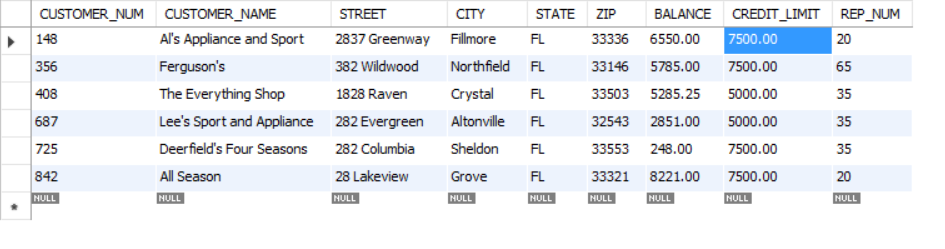 CUSTOMER_NUM CUSTOMER_NAME STREET CITY STATE ZIP BALANCE CREDIT_LIMIT REP_NUM
148 Al's Appliance and Sport 2837 Greenway Fillmore FL 33336 6550.00 7500.00 20
356 Ferguson's 382 Wildwood Northfield FL 33146 5785.00 7500.00 65
408 The Everything Shop 1828 Raven Crystal FL 33503 5285.25 5000.00 35
687 Lee's Sport and Appliance 282 Evergreen Altonville FL 32543 2851.00 5000.00 35
725 Deerfield's Four Seasons 282 Columbia Sheldon FL 33553 248.00 7500.00 35
842 All Season 28 Lakeview Grove FL 33321 8221.00 7500.00 20
NULL NULL NULL NULL NULL NULL NULL NULL NULL